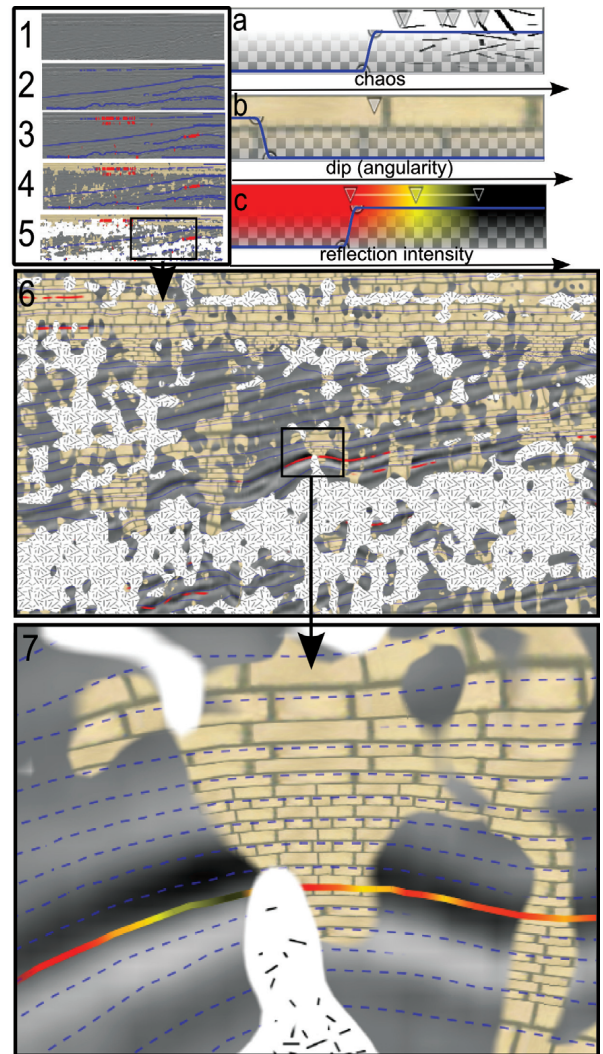 1
2
3
4
5
a
chaos
b
dip (angularity)
c
reflection intensity
6
7